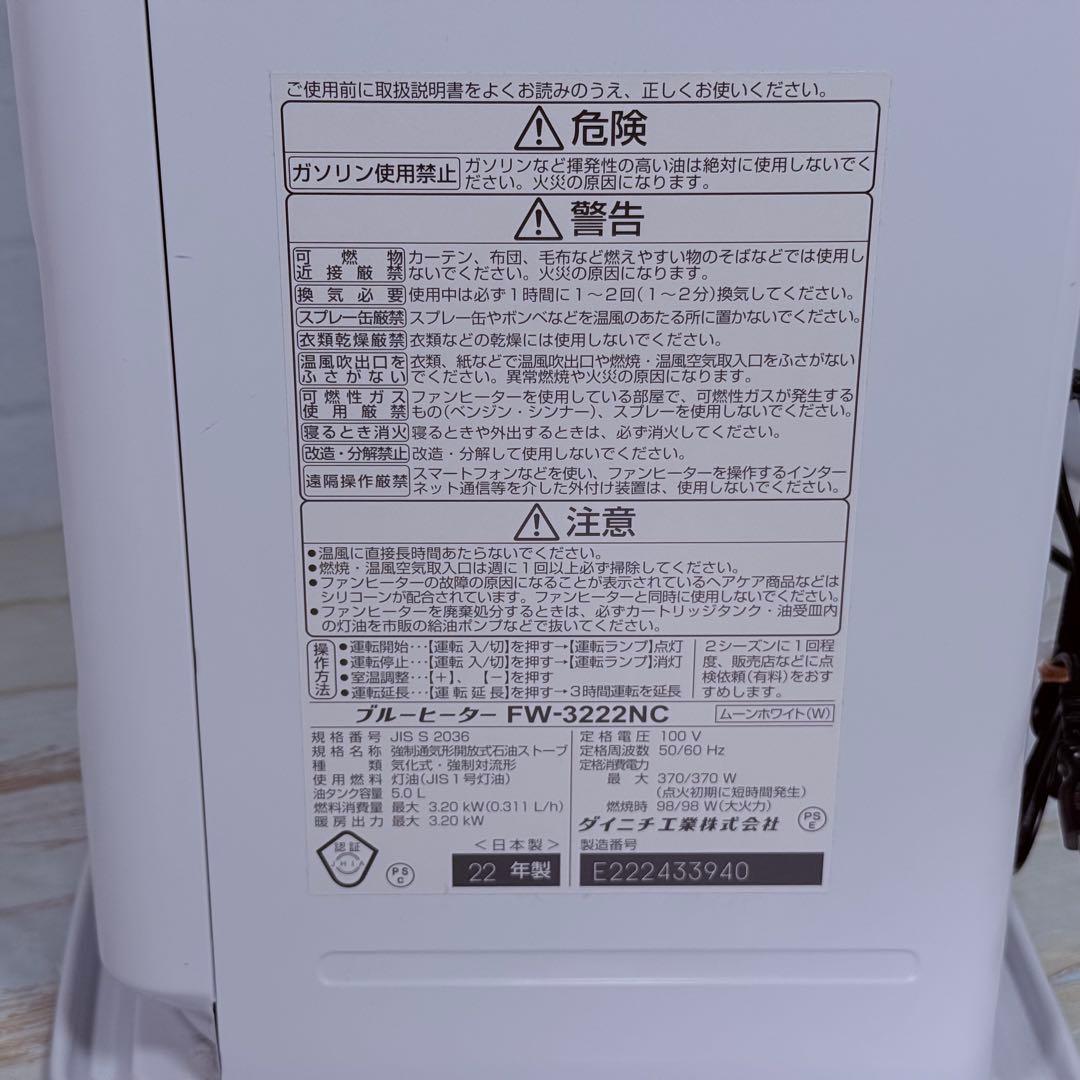 ご使用前に取扱説明書をよくお読みのうえ、正しくお使いください。
危険
ガソリン使用禁止 ガソリンなど揮発性の高い油は絶対に使用しないでく
ださい。火災の原因になります。
警告
可燃物近接厳禁 カーテン、布団、毛布など燃えやすい物のそばなどでは使用し
ないでください。火災の原因になります。
換気必要 使用中は必ず1時間に1〜2回(1〜2分)換気してください。
スプレー缶厳禁 スプレー缶やボンベなどを温風のあたる所に置かないでください。
衣類乾燥厳禁 衣類などの乾燥には使用しないでください。
温風吹出口をふさがない 衣類、紙などで温風吹出口や燃焼・温風空気取入口をふさがない
でください。異常燃焼や火災の原因になります。
可燃性ガス使用厳禁 ファンヒーターを使用している部屋で、可燃性ガスが発生する
もの(ベンジン・シンナー)、スプレーを使用しないでください。
寝るとき消火 寝るときや外出するときは、必ず消火してください。
改造・分解禁止 改造・分解して使用しないでください。
遠隔操作厳禁 スマートフォンなどを使い、ファンヒーターを操作するインター
ネット通信等を介した外付け装置は、使用しないでください。
注意
●温風に直接長時間あたらないでください。
●燃焼・温風空気取入口は週に1回以上必ず掃除してください。
●ファンヒーターの故障の原因になることが表示されているヘアケア商品などは
シリコーンが配合されています。ファンヒーターと同時に使用しないでください。
●ファンヒーターを廃棄処分するときは、必ずカートリッジタンク・油受皿内
の灯油を市販の給油ポンプなどで抜いてください。
操作方法
●運転開始…【運転 入/切】を押す→【運転ランプ】点灯
●運転停止…【運転 入/切】を押す→【運転ランプ】消灯
●室温調整…【+】、【−】を押す
●運転延長…【運転延長】を押す→3時間運転を延長
2シーズンに1回程
度、販売店などに点
検依頼(有料)をおす
すめします。
ブルーヒーター FW-3222NC ムーンホワイト(W)
規格番号 JIS S 2036
規格名称 強制通気形開放式石油ストーブ
種類 気化式・強制対流形
使用燃料 灯油(JIS1号灯油)
油タンク容量 5.0 L
燃料消費量 最大 3.20 kW(0.311 L/h)
暖房出力 最大 3.20 kW
定格電圧 100 V
定格周波数 50/60 Hz
定格消費電力
最大 370/370 W
(点火初期に短時間発生)
燃焼時 98/98 W(大火力)
ダイニチ工業株式会社 PSE
認証
JHIA
PSC
<日本製>
22 年製
製造番号
E222433940